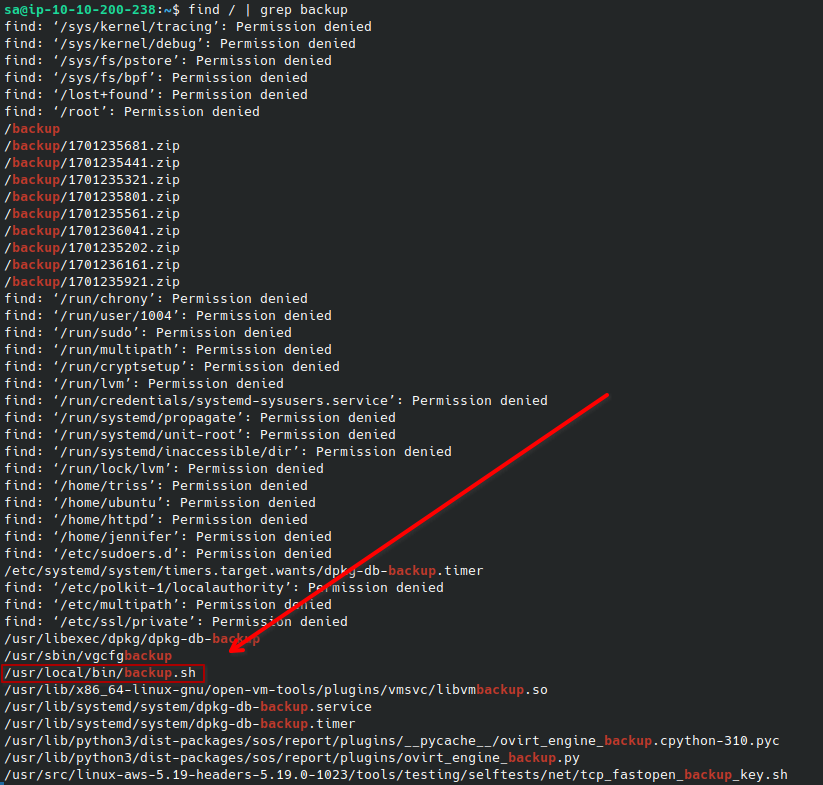 sa@ip-10-10-200-238:~$ find / | grep backup
find: ‘/sys/kernel/tracing’: Permission denied
find: ‘/sys/kernel/debug’: Permission denied
find: ‘/sys/fs/pstore’: Permission denied
find: ‘/sys/fs/bpf’: Permission denied
find: ‘/lost+found’: Permission denied
find: ‘/root’: Permission denied
/backup
/backup/1701235681.zip
/backup/1701235441.zip
/backup/1701235321.zip
/backup/1701235801.zip
/backup/1701235561.zip
/backup/1701236041.zip
/backup/1701235202.zip
/backup/1701236161.zip
/backup/1701235921.zip
find: ‘/run/chrony’: Permission denied
find: ‘/run/user/1004’: Permission denied
find: ‘/run/sudo’: Permission denied
find: ‘/run/multipath’: Permission denied
find: ‘/run/cryptsetup’: Permission denied
find: ‘/run/lvm’: Permission denied
find: ‘/run/credentials/systemd-sysusers.service’: Permission denied
find: ‘/run/systemd/propagate’: Permission denied
find: ‘/run/systemd/unit-root’: Permission denied
find: ‘/run/systemd/inaccessible/dir’: Permission denied
find: ‘/run/lock/lvm’: Permission denied
find: ‘/home/triss’: Permission denied
find: ‘/home/ubuntu’: Permission denied
find: ‘/home/httpd’: Permission denied
find: ‘/home/jennifer’: Permission denied
find: ‘/etc/sudoers.d’: Permission denied
/etc/systemd/system/timers.target.wants/dpkg-db-backup.timer
find: ‘/etc/polkit-1/localauthority’: Permission denied
find: ‘/etc/multipath’: Permission denied
find: ‘/etc/ssl/private’: Permission denied
/usr/libexec/dpkg/dpkg-db-backup
/usr/sbin/vgcfgbackup
/usr/local/bin/backup.sh
/usr/lib/x86_64-linux-gnu/open-vm-tools/plugins/vmsvc/libvmbackup.so
/usr/lib/systemd/system/dpkg-db-backup.service
/usr/lib/systemd/system/dpkg-db-backup.timer
/usr/lib/python3/dist-packages/sos/report/plugins/__pycache__/ovirt_engine_backup.cpython-310.pyc
/usr/lib/python3/dist-packages/sos/report/plugins/ovirt_engine_backup.py
/usr/src/linux-aws-5.19-headers-5.19.0-1023/tools/testing/selftests/net/tcp_fastopen_backup_key.sh